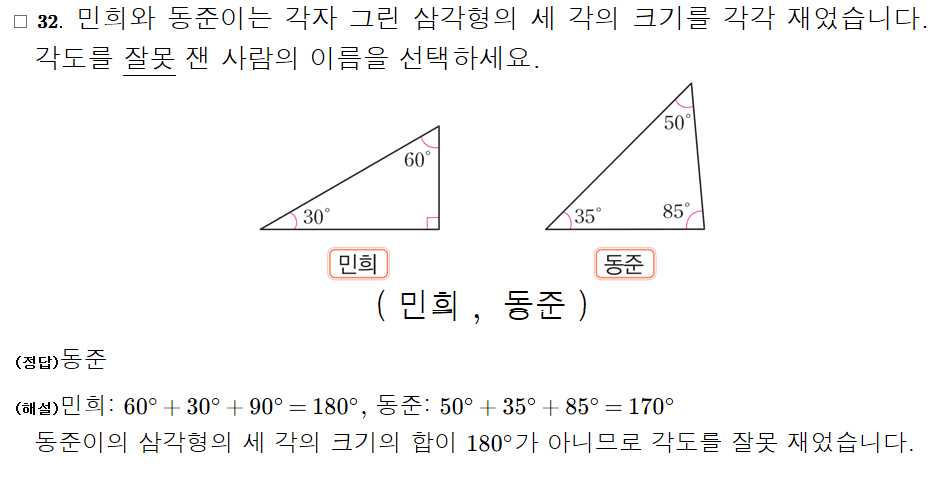 □ 32. 민희와 동준이는 각자 그린 삼각형의 세 각의 크기를 각각 재었습니다.
각도를 잘못 잰 사람의 이름을 선택하세요.
60°
30°
50°
35°
85°
민희
동준
( 민희 , 동준 )
(정답)동준
(해설)민희: 60° + 30° + 90° = 180°, 동준: 50° + 35° + 85° = 170°
동준이의 삼각형의 세 각의 크기의 합이 180°가 아니므로 각도를 잘못 재었습니다.